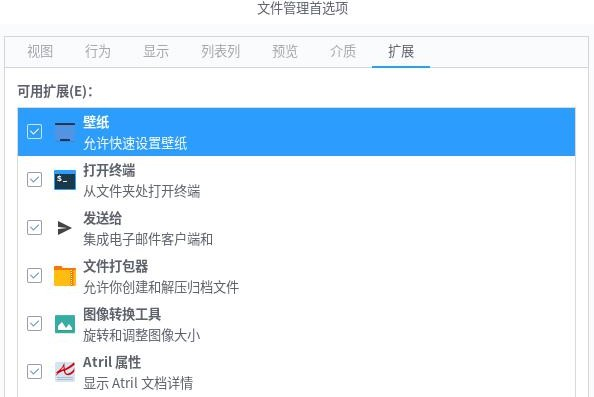 文件管理首选项
视图 行为 显示 列表列 预览 介质 扩展
可用扩展(E)：
壁纸
允许快速设置壁纸
打开终端
从文件夹处打开终端
发送给
集成电子邮件客户端和
文件打包器
允许你创建和解压归档文件
图像转换工具
旋转和调整图像大小
Atril 属性
显示 Atril 文档详情